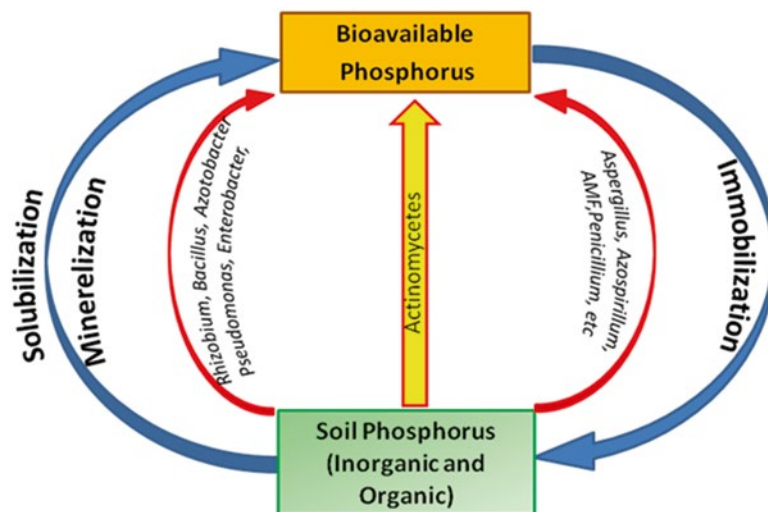 Bioavailable
Phosphorus
Solubilization
Minerelization
Rhizobium, Bacillus, Azotobacter
Pseudomonas, Enterobacter,
Actinomycetes
Aspergillus, Azospirillum,
AMF,Penicillium, etc
Immobilization
Soil Phosphorus
(Inorganic and
Organic)